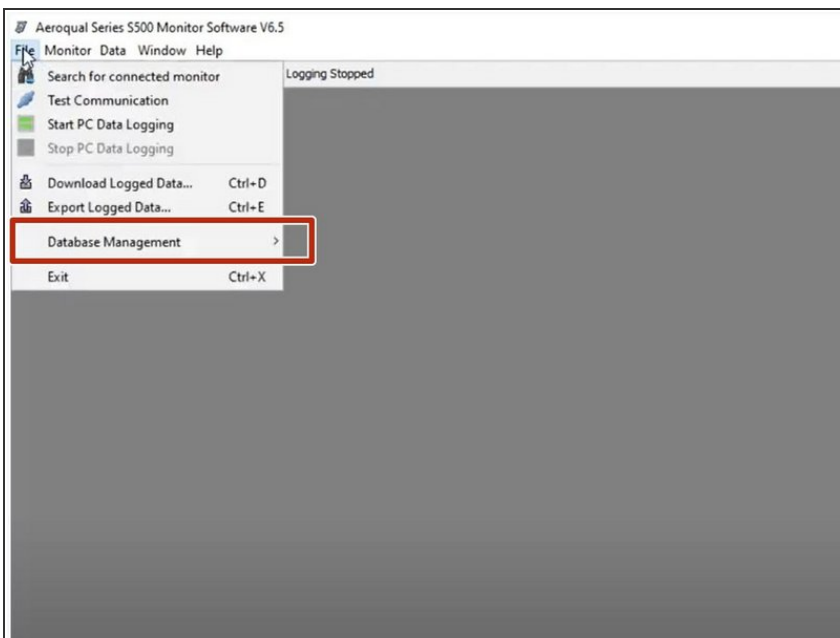 Aeroqual Series S500 Monitor Software V6.5
File Monitor Data Window Help
Search for connected monitor
Logging Stopped
Test Communication
Start PC Data Logging
Stop PC Data Logging
Download Logged Data... Ctrl+D
Export Logged Data... Ctrl+E
Database Management >
Exit Ctrl+X